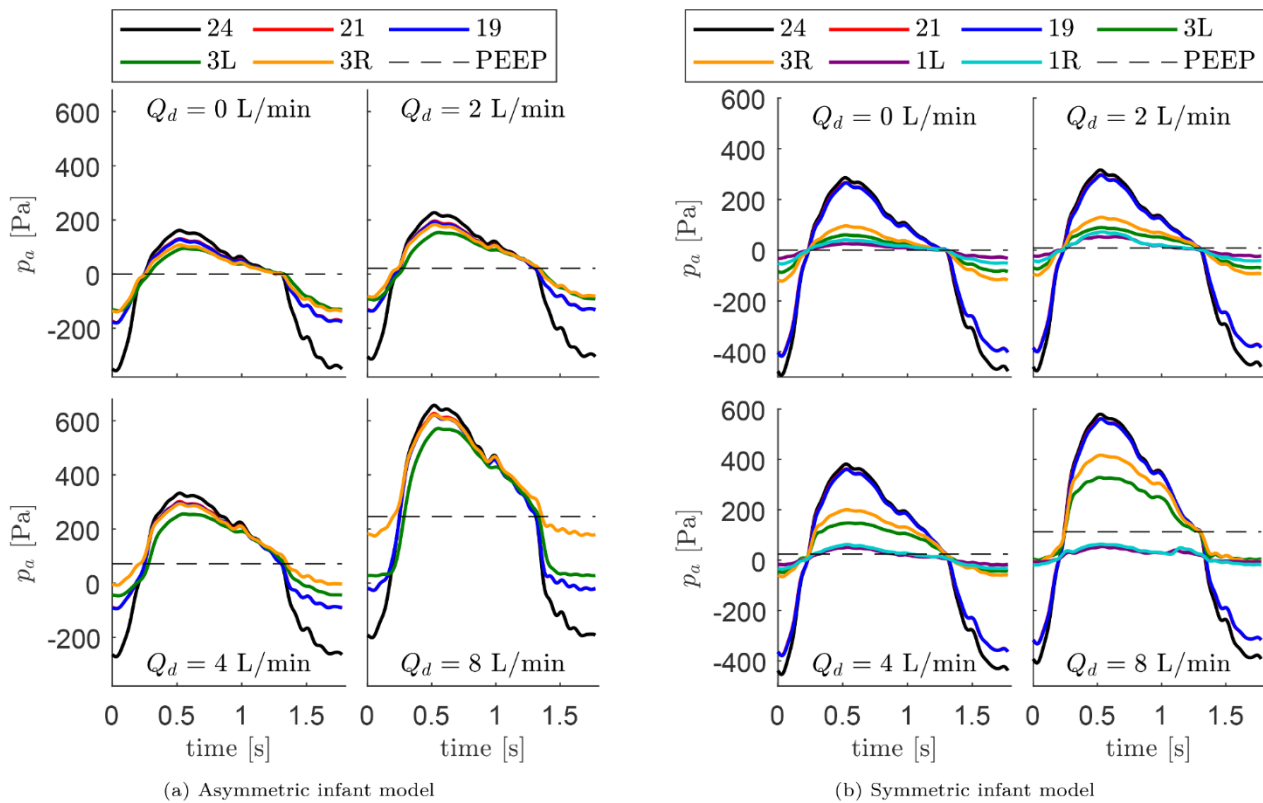 24 21 19
3L 3R PEEP
24 21 19 3L
3R 1L 1R PEEP
Q_d = 0 L/min Q_d = 2 L/min
600
400
200
0
-200
p_a [Pa]
Q_d = 4 L/min Q_d = 8 L/min
600
400
200
0
-200
p_a [Pa]
0 0.5 1 1.5 0 0.5 1 1.5
time [s] time [s]
(a) Asymmetric infant model
Q_d = 0 L/min Q_d = 2 L/min
600
400
200
0
-200
-400
p_a [Pa]
Q_d = 4 L/min Q_d = 8 L/min
600
400
200
0
-200
-400
p_a [Pa]
0 0.5 1 1.5 0 0.5 1 1.5
time [s] time [s]
(b) Symmetric infant model